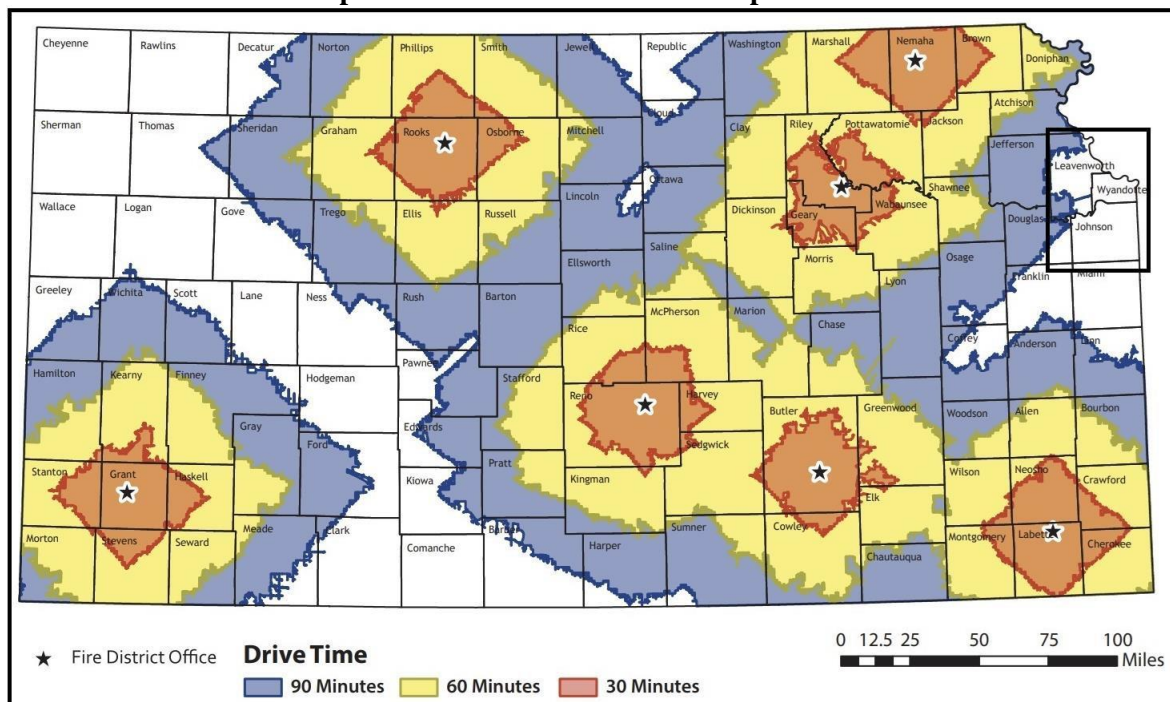 Cheyenne
Rawlins
Decatur
Norton
Phillips
Smith
Jewell
Republic
Washington
Marshall
Nemaha
Brown
Doniphan
Sherman
Thomas
Sheridan
Graham
Rooks
Osborne
Mitchell
Cloud
Clay
Riley
Pottawatomie
Jackson
Atchison
Jefferson
Leavenworth
Wyandotte
Wallace
Logan
Gove
Trego
Ellis
Russell
Lincoln
Ottawa
Saline
Dickinson
Geary
Wabaunsee
Shawnee
Douglas
Johnson
Greeley
Wichita
Scott
Lane
Ness
Rush
Barton
Ellsworth
Rice
McPherson
Marion
Morris
Chase
Lyon
Osage
Franklin
Miami
Hamilton
Kearny
Finney
Hodgeman
Pawnee
Stafford
Reno
Harvey
Butler
Greenwood
Coffey
Anderson
Linn
Stanton
Grant
Haskell
Gray
Ford
Edwards
Kiowa
Pratt
Kingman
Sedgwick
Elk
Woodson
Allen
Bourbon
Wilson
Neosho
Crawford
Morton
Stevens
Seward
Meade
Clark
Comanche
Barber
Harper
Sumner
Cowley
Chautauqua
Montgomery
Labette
Cherokee
Fire District Office
Drive Time
90 Minutes
60 Minutes
30 Minutes
0 12.5 25 50 75 100
Miles